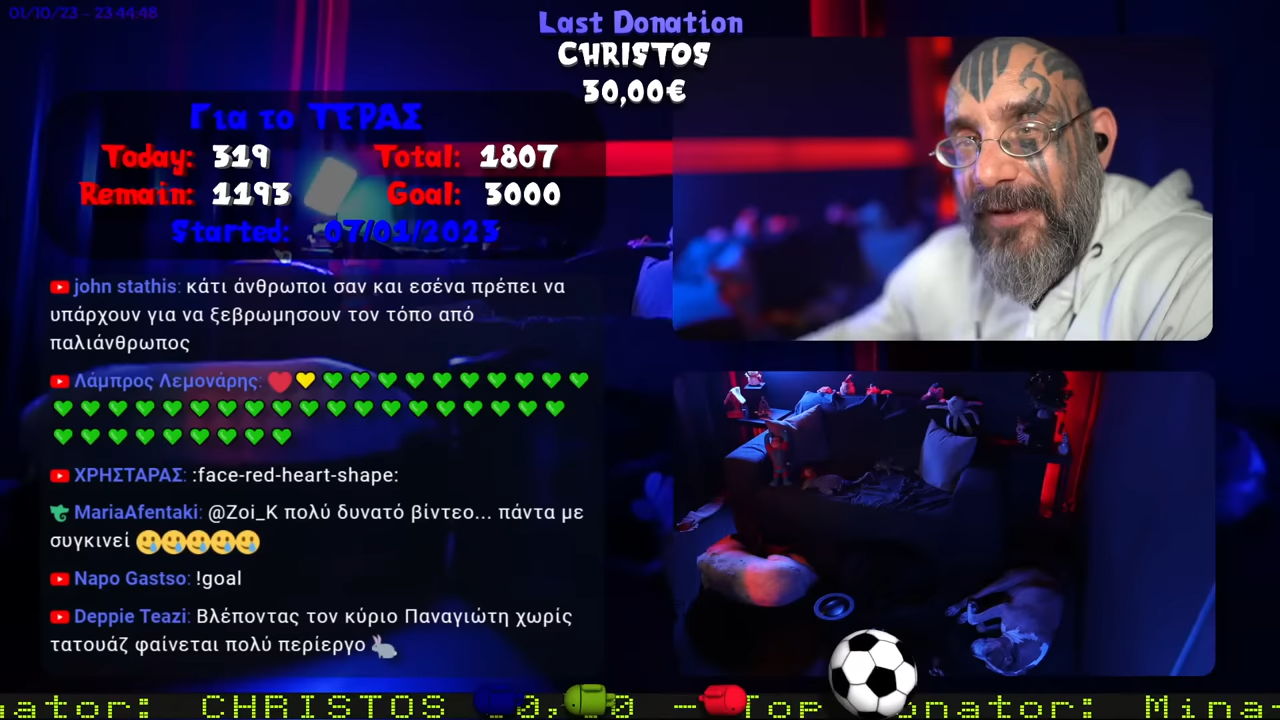 01/10/23 - 23:44:48
Last Donation
CHRISTOS
30,00€
Για το ΤΕΡΑΣ
Today: 319 Total: 1807
Remain: 1193 Goal: 3000
Started: 07/01/2023
john stathis: κάτι άνθρωποι σαν και εσένα πρέπει να
υπάρχουν για να ξεβρωμησουν τον τόπο από
παλιάνθρωπος
Λάμπρος Λεμονάρης:
ΧΡΗΣΤΑΡΑΣ: :face-red-heart-shape:
MariaAfentaki: @Zoi_K πολύ δυνατό βίντεο... πάντα με
συγκινεί
Napo Gastso: !goal
Deppie Teazi: Βλέποντας τον κύριο Παναγιώτη χωρίς
τατουάζ φαίνεται πολύ περίεργο
nator: CHRISTOS - Top Mina